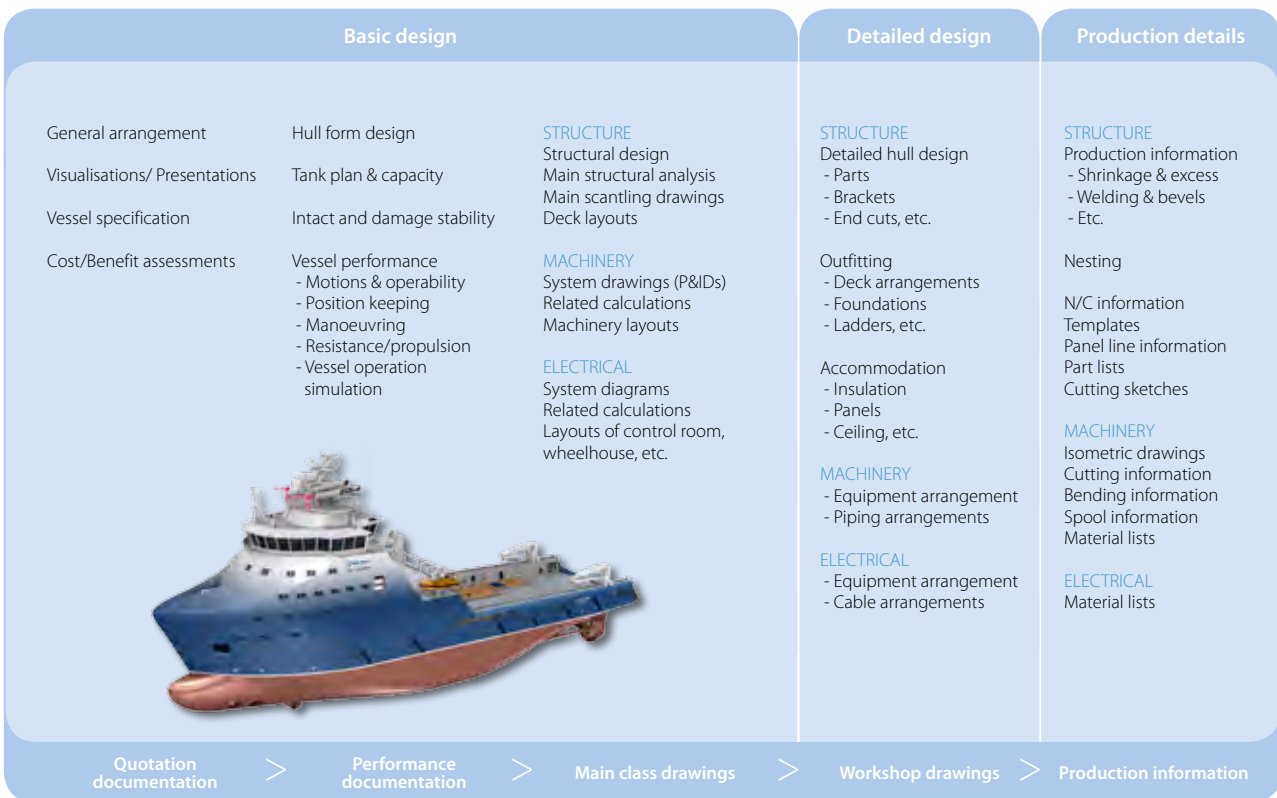 Basic design
Detailed design
Production details
General arrangement
Visualisations/ Presentations
Vessel specification
Cost/Benefit assessments
Hull form design
Tank plan & capacity
Intact and damage stability
Vessel performance
- Motions & operability
- Position keeping
- Manoeuvring
- Resistance/propulsion
- Vessel operation
simulation
STRUCTURE
Structural design
Main structural analysis
Main scantling drawings
Deck layouts
MACHINERY
System drawings (P&IDs)
Related calculations
Machinery layouts
ELECTRICAL
System diagrams
Related calculations
Layouts of control room,
wheelhouse, etc.
STRUCTURE
Detailed hull design
- Parts
- Brackets
- End cuts, etc.
Outfitting
- Deck arrangements
- Foundations
- Ladders, etc.
Accommodation
- Insulation
- Panels
- Ceiling, etc.
MACHINERY
- Equipment arrangement
- Piping arrangements
ELECTRICAL
- Equipment arrangement
- Cable arrangements
STRUCTURE
Production information
- Shrinkage & excess
- Welding & bevels
- Etc.
Nesting
N/C information
Templates
Panel line information
Part lists
Cutting sketches
MACHINERY
Isometric drawings
Cutting information
Bending information
Spool information
Material lists
ELECTRICAL
Material lists
Quotation
documentation
>
Performance
documentation
>
Main class drawings
>
Workshop drawings
>
Production information